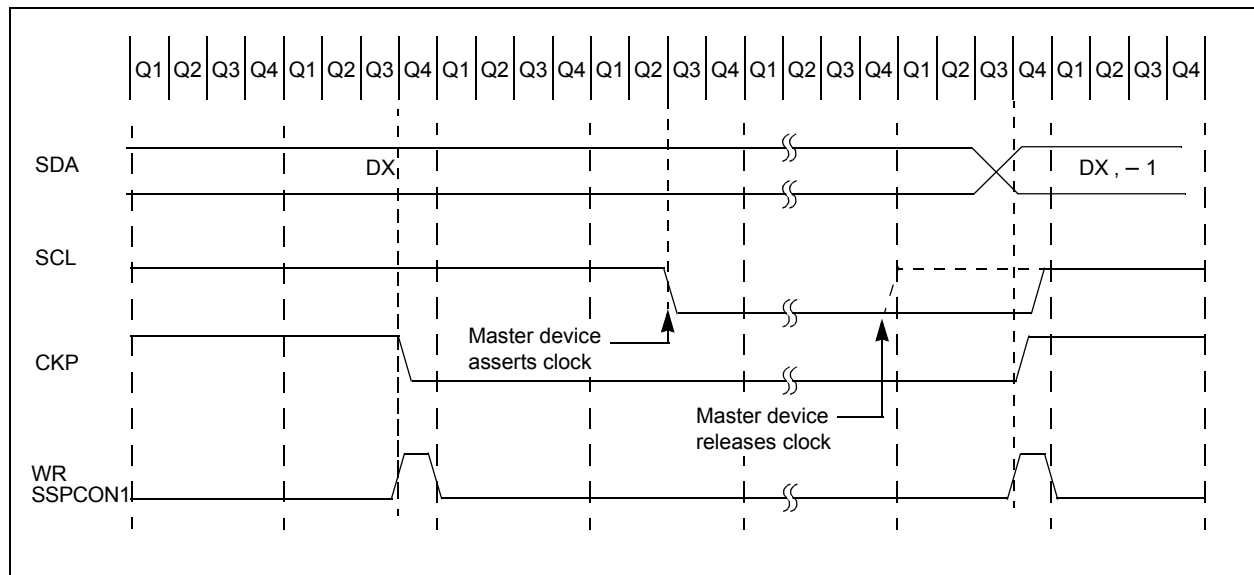 Q1 Q2 Q3 Q4 Q1 Q2 Q3 Q4 Q1 Q2 Q3 Q4 Q1 Q2 Q3 Q4 Q1 Q2 Q3 Q4 Q1 Q2 Q3 Q4 Q1 Q2 Q3 Q4
SDA
DX
DX , – 1
SCL
Master device
asserts clock
CKP
Master device
releases clock
WR
SSPCON1